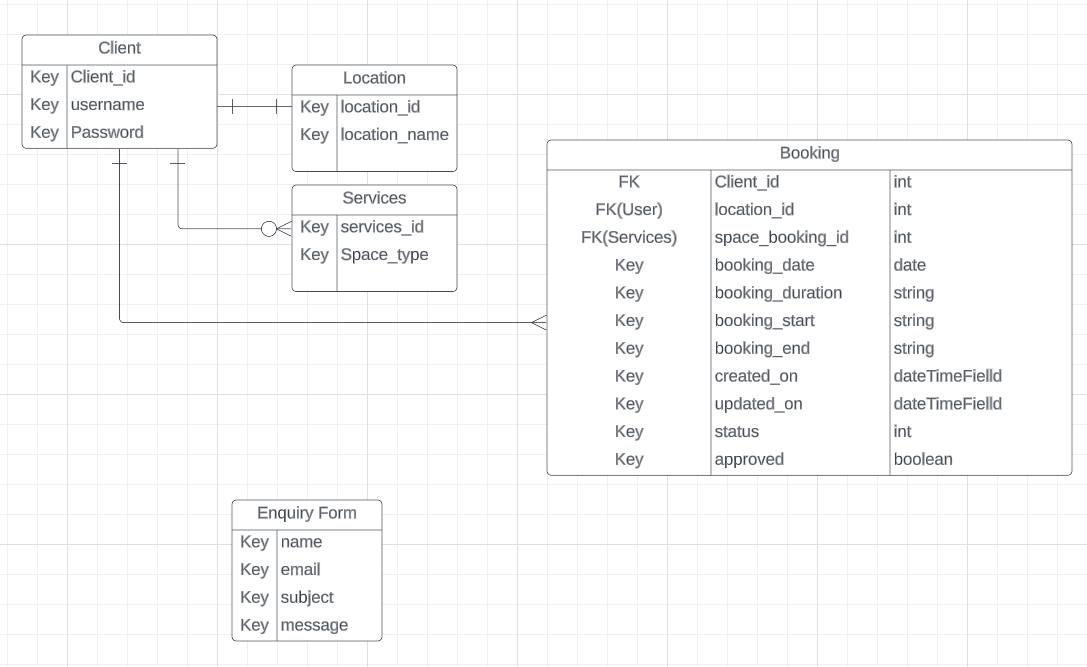 Client
Key Client_id
Key username
Key Password
Location
Key location_id
Key location_name
Services
Key services_id
Key Space_type
Booking
FK Client_id int
FK(User) location_id int
FK(Services) space_booking_id int
Key booking_date date
Key booking_duration string
Key booking_start string
Key booking_end string
Key created_on dateTimeFielld
Key updated_on dateTimeFielld
Key status int
Key approved boolean
Enquiry Form
Key name
Key email
Key subject
Key message